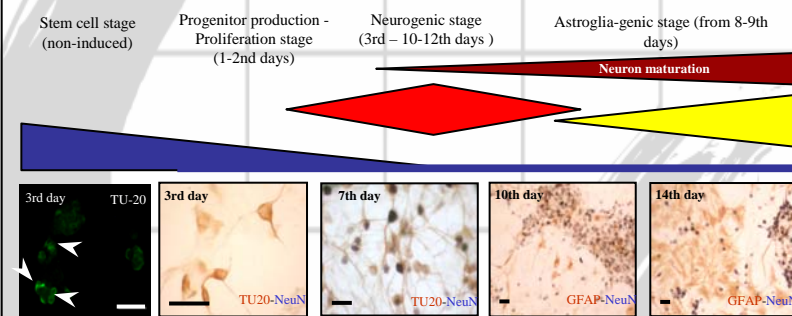 Stem cell stage
(non-induced)
Progenitor production -
Proliferation stage
(1-2nd days)
Neurogenic stage
(3rd – 10-12th days )
Astroglia-genic stage (from 8-9th
days)
Neuron maturation
3rd day
TU-20
3rd day
TU20-NeuN
7th day
TU20-NeuN
10th day
GFAP-NeuN
14th day
GFAP-NeuN